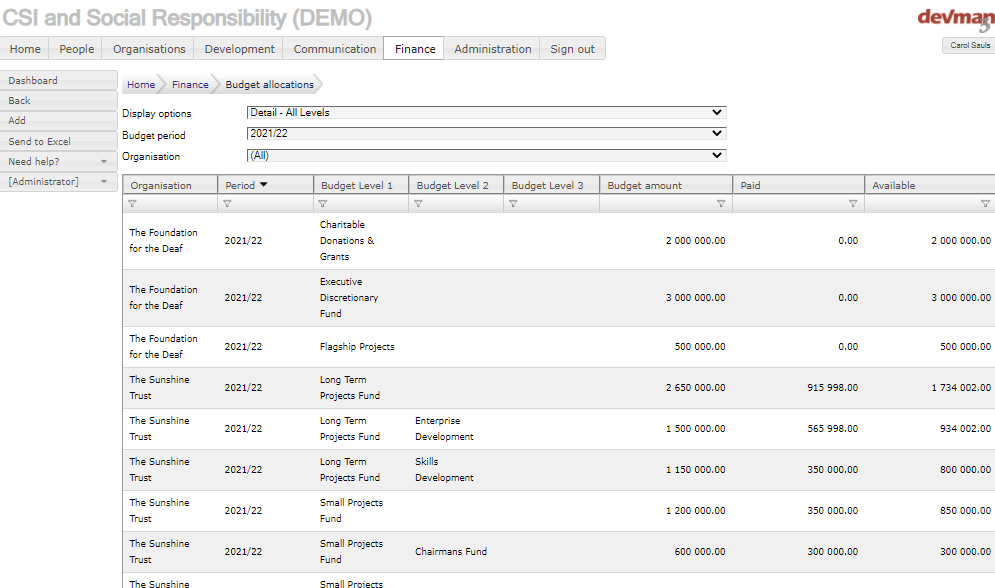 CSI and Social Responsibility (DEMO)
devman
3
Home People Organisations Development Communication Finance Administration Sign out
Carol Sauls
Dashboard
Back
Add
Send to Excel
Need help?
[Administrator]
Home Finance Budget allocations
Display options Detail - All Levels
Budget period 2021/22
Organisation (All)
Organisation Period Budget Level 1 Budget Level 2 Budget Level 3 Budget amount Paid Available
The Foundation
for the Deaf
2021/22
Charitable
Donations &
Grants
2 000 000.00 0.00 2 000 000.00
The Foundation
for the Deaf
2021/22
Executive
Discretionary
Fund
3 000 000.00 0.00 3 000 000.00
The Foundation
for the Deaf
2021/22
Flagship Projects
500 000.00 0.00 500 000.00
The Sunshine
Trust
2021/22
Long Term
Projects Fund
2 650 000.00 915 998.00 1 734 002.00
The Sunshine
Trust
2021/22
Long Term
Projects Fund
Enterprise
Development
1 500 000.00 565 998.00 934 002.00
The Sunshine
Trust
2021/22
Long Term
Projects Fund
Skills
Development
1 150 000.00 350 000.00 800 000.00
The Sunshine
Trust
2021/22
Small Projects
Fund
1 200 000.00 350 000.00 850 000.00
The Sunshine
Trust
2021/22
Small Projects
Fund
Chairmans Fund
600 000.00 300 000.00 300 000.00
The Sunshine
Small Projects